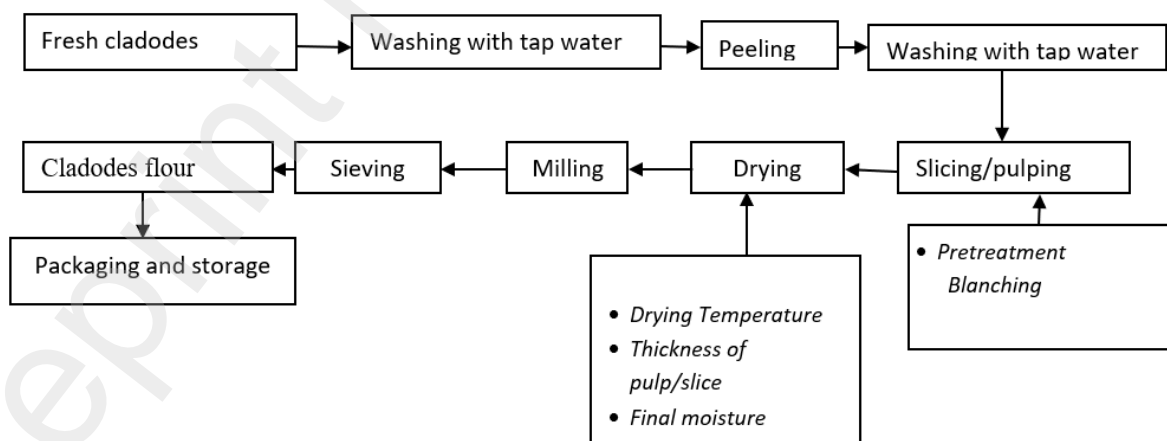 Fresh cladodes
Washing with tap water
Peeling
Washing with tap water
Cladodes flour
Sieving
Milling
Drying
Slicing/pulping
Packaging and storage
• Pretreatment
Blanching
• Drying Temperature
• Thickness of
pulp/slice
• Final moisture
eprint